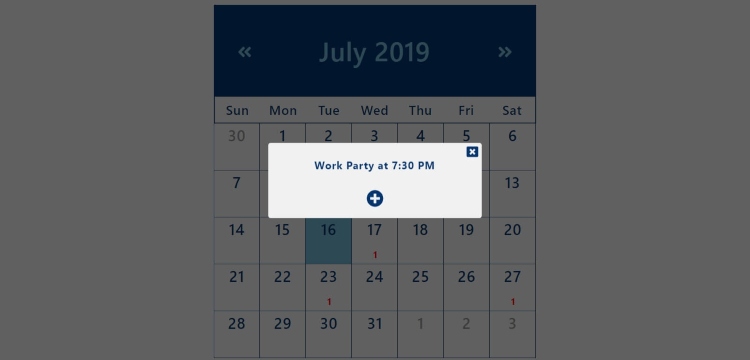 « July 2019 »
Sun Mon Tue Wed Thu Fri Sat
30 1 2 3 4 5 6
Work Party at 7:30 PM
7 13
14 15 16 17 18 19 20
1
21 22 23 24 25 26 27
1 1
28 29 30 31 1 2 3